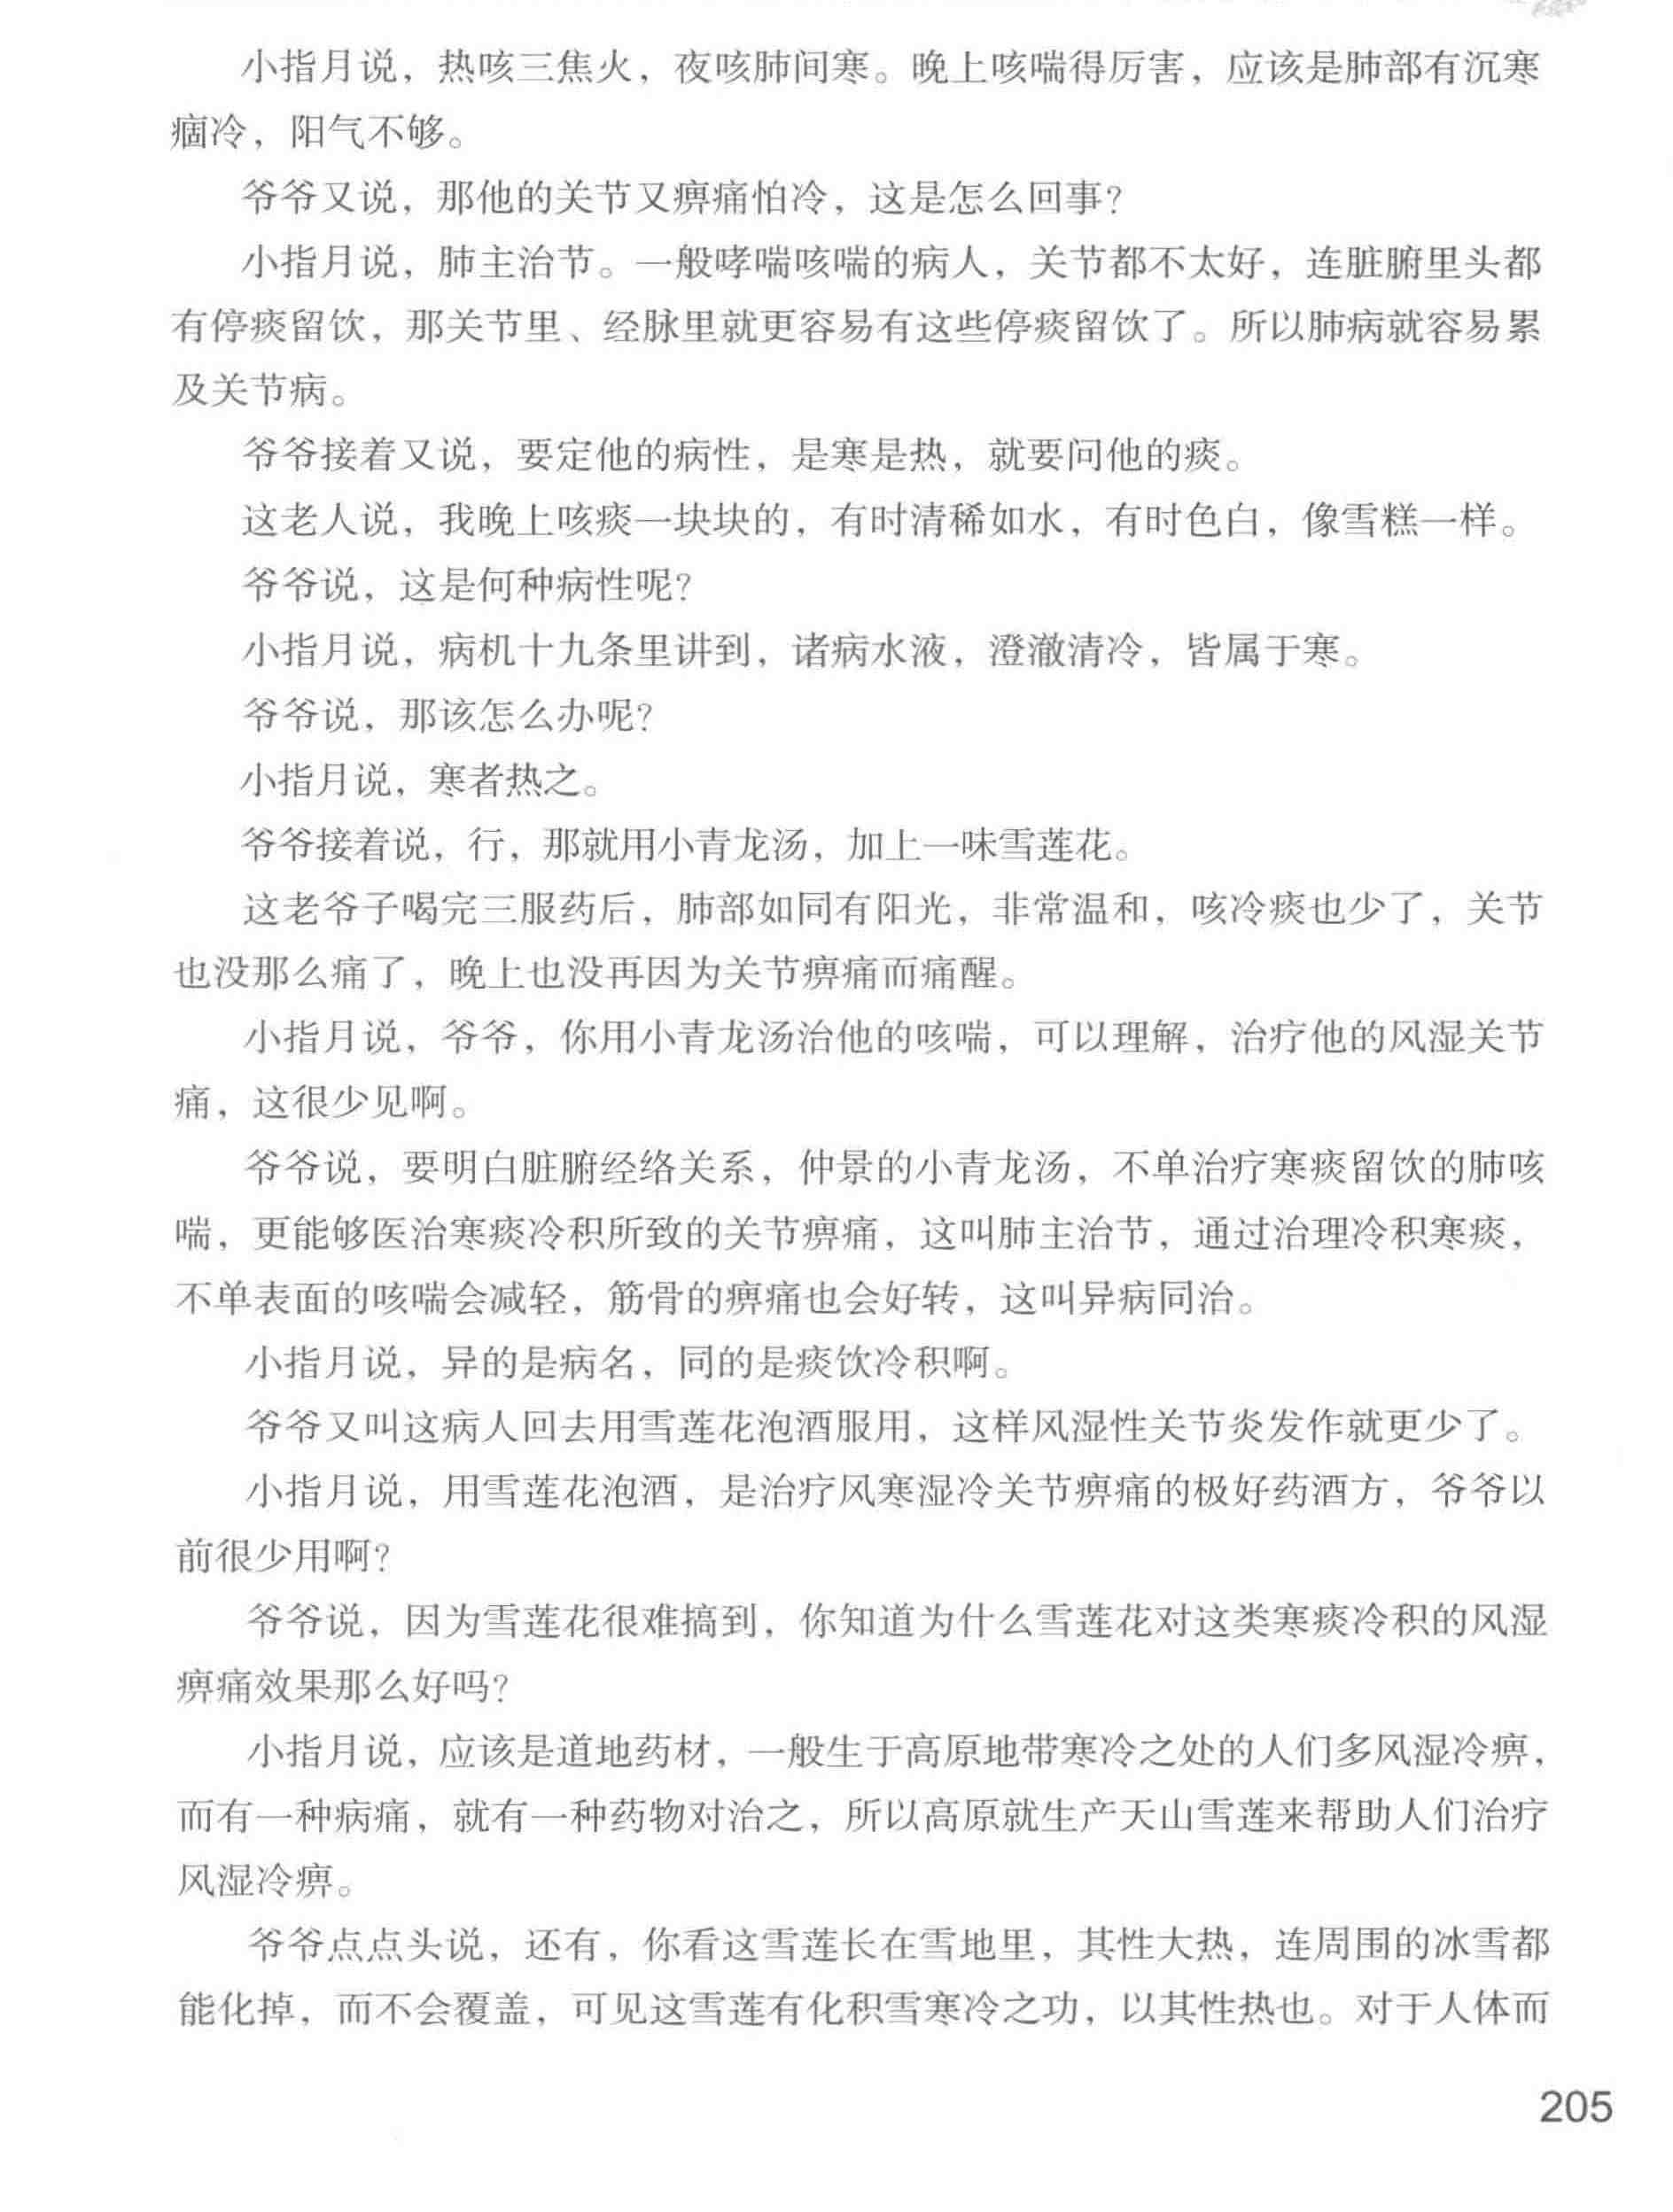 小指月说，热咳三焦火，夜咳肺间寒。晚上咳喘得厉害，应该是肺部有沉寒
痼冷，阳气不够。
爷爷又说，那他的关节又痹痛怕冷，这是怎么回事?
小指月说，肺主治节。一般哮喘咳喘的病人，关节都不太好，连脏腑里头都
有停痰留饮，那关节里、经脉里就更容易有这些停痰留饮了。所以肺病就容易累
及关节病。
爷爷接着又说，要定他的病性，是寒是热，就要问他的痰。
这老人说，我晚上咳痰一块块的，有时清稀如水，有时色白，像雪糕一样。
爷爷说，这是何种病性呢?
小指月说，病机十九条里讲到，诸病水液，澄澈清冷，皆属于寒。
爷爷说，那该怎么办呢?
小指月说，寒者热之。
爷爷接着说，行，那就用小青龙汤，加上一味雪莲花。
这老爷子喝完三服药后，肺部如同有阳光，非常温和，咳冷痰也少了，关节
也没那么痛了，晚上也没再因为关节痹痛而痛醒。
小指月说，爷爷，你用小青龙汤治他的咳喘，可以理解，治疗他的风湿关节
痛，这很少见啊。
爷爷说，要明白脏腑经络关系，仲景的小青龙汤，不单治疗寒痰留饮的肺咳
喘，更能够医治寒痰冷积所致的关节痹痛，这叫肺主治节，通过治理冷积寒痰，
不单表面的咳喘会减轻，筋骨的痹痛也会好转，这叫异病同治。
小指月说，异的是病名，同的是痰饮冷积啊。
爷爷又叫这病人回去用雪莲花泡酒服用，这样风湿性关节炎发作就更少了。
小指月说，用雪莲花泡酒，是治疗风寒湿冷关节痹痛的极好药酒方，爷爷以
前很少用啊?
爷爷说，因为雪莲花很难搞到，你知道为什么雪莲花对这类寒痰冷积的风湿
痹痛效果那么好吗?
小指月说，应该是道地药材，一般生于高原地带寒冷之处的人们多风湿冷痹，
而有一种病痛，就有一种药物对治之，所以高原就生产天山雪莲来帮助人们治疗
风湿冷痹。
爷爷点点头说，还有，你看这雪莲长在雪地里，其性大热，连周围的冰雪都
能化掉，而不会覆盖，可见这雪莲有化积雪寒冷之功，以其性热也。对于人体而
205